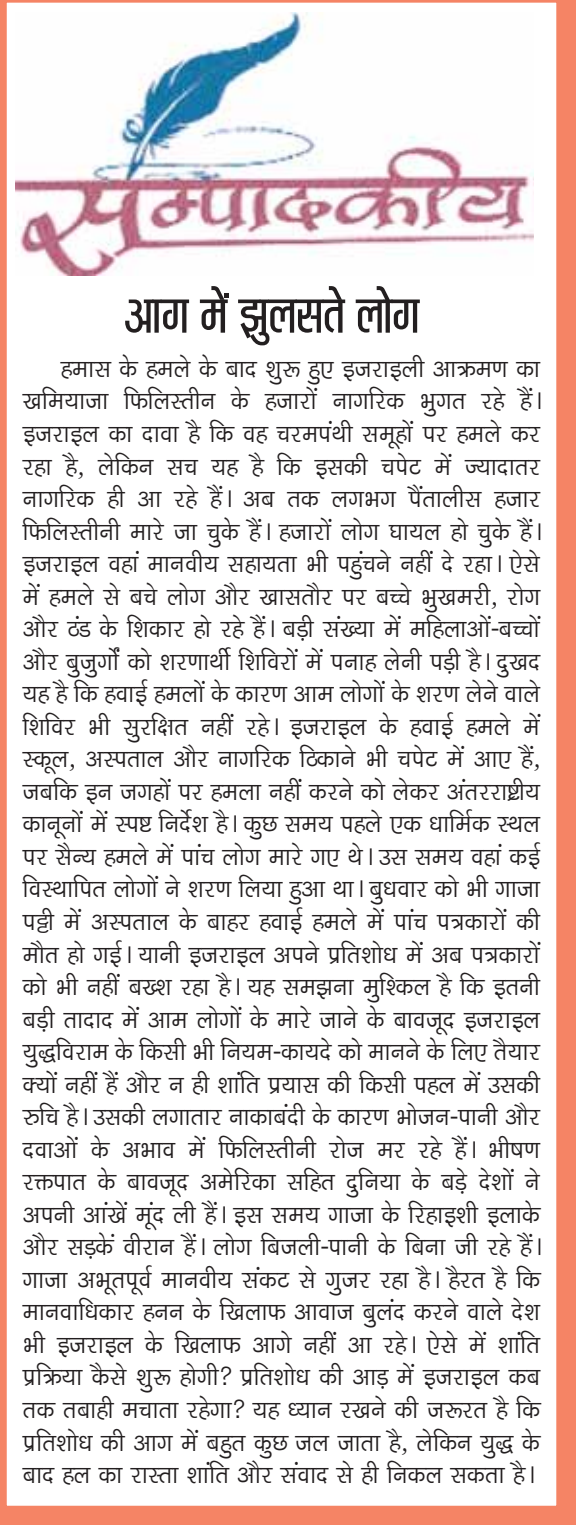 सम्पादकीय
आग में झुलसते लोग
हमास के हमले के बाद शुरू हुए इजराइली आक्रमण का
खमियाजा फिलिस्तीन के हजारों नागरिक भुगत रहे हैं।
इजराइल का दावा है कि वह चरमपंथी समूहों पर हमले कर
रहा है, लेकिन सच यह है कि इसकी चपेट में ज्यादातर
नागरिक ही आ रहे हैं। अब तक लगभग पैंतालीस हजार
फिलिस्तीनी मारे जा चुके हैं। हजारों लोग घायल हो चुके हैं।
इजराइल वहां मानवीय सहायता भी पहुंचने नहीं दे रहा। ऐसे
में हमले से बचे लोग और खासतौर पर बच्चे भुखमरी, रोग
और ठंड के शिकार हो रहे हैं। बड़ी संख्या में महिलाओं-बच्चों
और बुजुर्गों को शरणार्थी शिविरों में पनाह लेनी पड़ी है। दुखद
यह है कि हवाई हमलों के कारण आम लोगों के शरण लेने वाले
शिविर भी सुरक्षित नहीं रहे। इजराइल के हवाई हमले में
स्कूल, अस्पताल और नागरिक ठिकाने भी चपेट में आए हैं,
जबकि इन जगहों पर हमला नहीं करने को लेकर अंतरराष्ट्रीय
कानूनों में स्पष्ट निर्देश है। कुछ समय पहले एक धार्मिक स्थल
पर सैन्य हमले में पांच लोग मारे गए थे। उस समय वहां कई
विस्थापित लोगों ने शरण लिया हुआ था। बुधवार को भी गाजा
पट्टी में अस्पताल के बाहर हवाई हमले में पांच पत्रकारों की
मौत हो गई। यानी इजराइल अपने प्रतिशोध में अब पत्रकारों
को भी नहीं बख्श रहा है। यह समझना मुश्किल है कि इतनी
बड़ी तादाद में आम लोगों के मारे जाने के बावजूद इजराइल
युद्धविराम के किसी भी नियम-कायदे को मानने के लिए तैयार
क्यों नहीं हैं और न ही शांति प्रयास की किसी पहल में उसकी
रुचि है। उसकी लगातार नाकाबंदी के कारण भोजन-पानी और
दवाओं के अभाव में फिलिस्तीनी रोज मर रहे हैं। भीषण
रक्तपात के बावजूद अमेरिका सहित दुनिया के बड़े देशों ने
अपनी आंखें मूंद ली हैं। इस समय गाजा के रिहाइशी इलाके
और सड़कें वीरान हैं। लोग बिजली-पानी के बिना जी रहे हैं।
गाजा अभूतपूर्व मानवीय संकट से गुजर रहा है। हैरत है कि
मानवाधिकार हनन के खिलाफ आवाज बुलंद करने वाले देश
भी इजराइल के खिलाफ आगे नहीं आ रहे। ऐसे में शांति
प्रक्रिया कैसे शुरू होगी? प्रतिशोध की आड़ में इजराइल कब
तक तबाही मचाता रहेगा? यह ध्यान रखने की जरूरत है कि
प्रतिशोध की आग में बहुत कुछ जल जाता है, लेकिन युद्ध के
बाद हल का रास्ता शांति और संवाद से ही निकल सकता है।